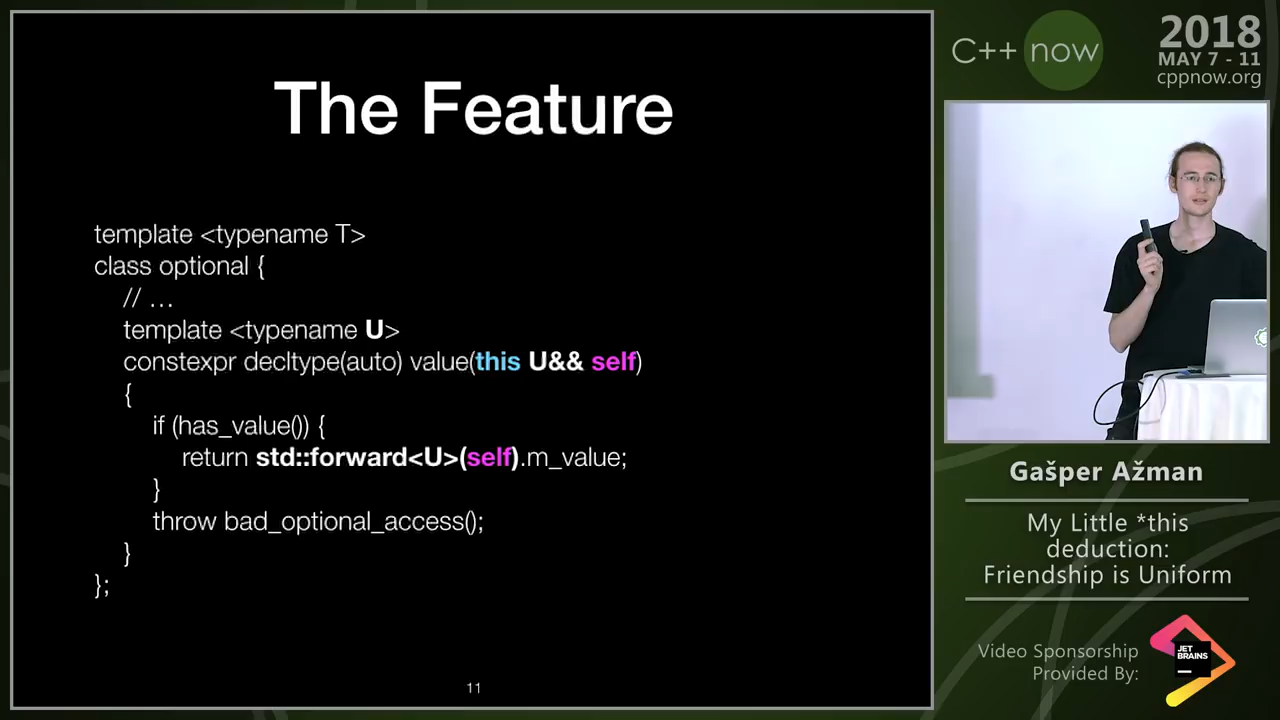 The Feature
template <typename T>
class optional {
// …
template <typename U>
constexpr decltype(auto) value(this U&& self)
{
if (has_value()) {
return std::forward<U>(self).m_value;
}
throw bad_optional_access();
}
};
11
C++ now
2018
MAY 7 - 11
cppnow.org
Gašper Ažman
My Little *this
deduction:
Friendship is Uniform
Video Sponsorship
Provided By:
JET
BRAINS